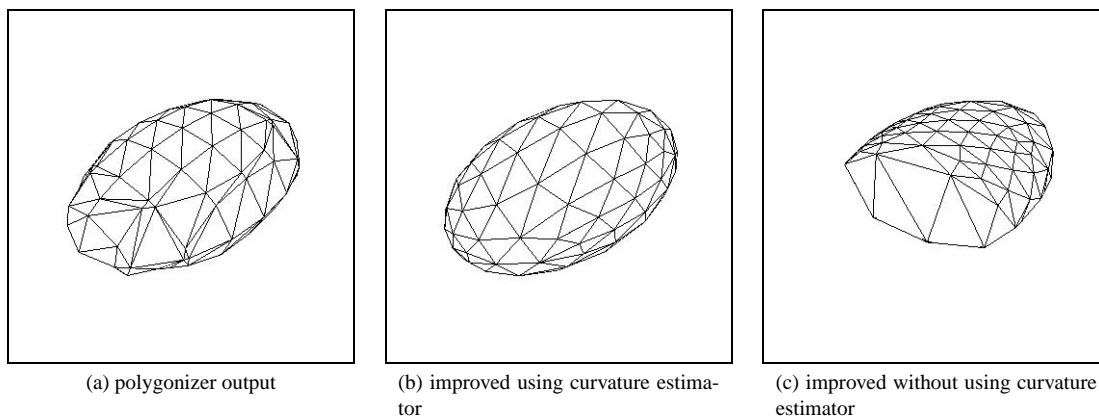 (a) polygonizer output
(b) improved using curvature estima-
tor
(c) improved without using curvature
estimator